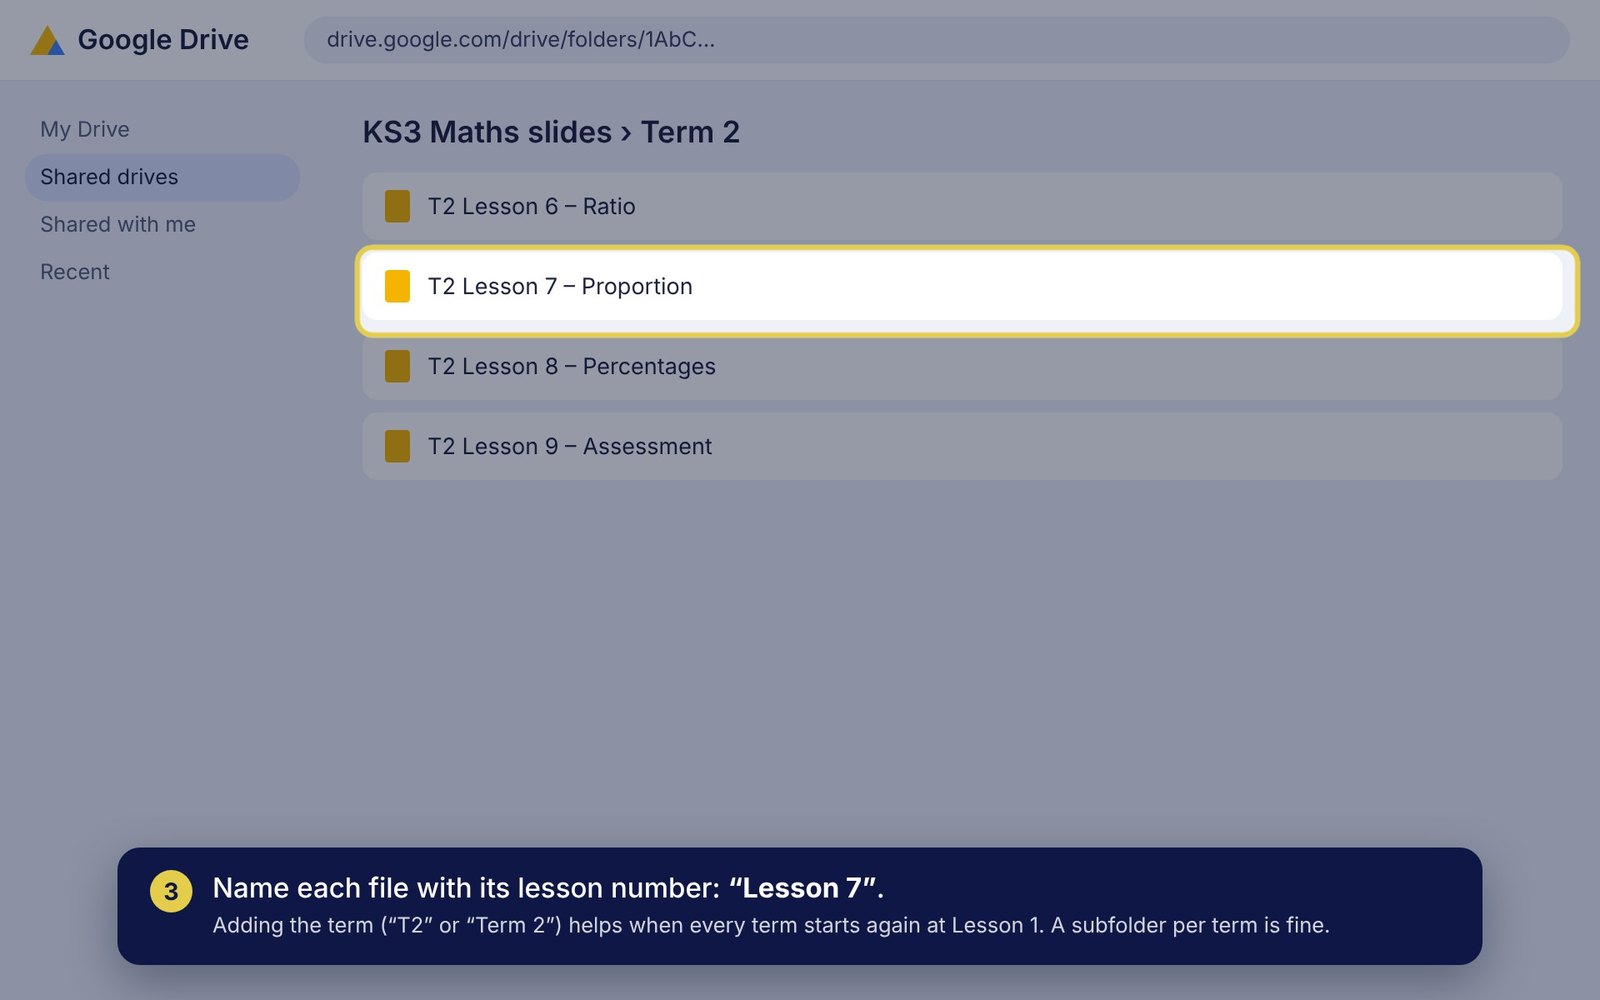 Google Drive
drive.google.com/drive/folders/1AbC...
My Drive
Shared drives
Shared with me
Recent
KS3 Maths slides › Term 2
T2 Lesson 6 – Ratio
T2 Lesson 7 – Proportion
T2 Lesson 8 – Percentages
T2 Lesson 9 – Assessment
3
Name each file with its lesson number: “Lesson 7”.
Adding the term (“T2” or “Term 2”) helps when every term starts again at Lesson 1. A subfolder per term is fine.